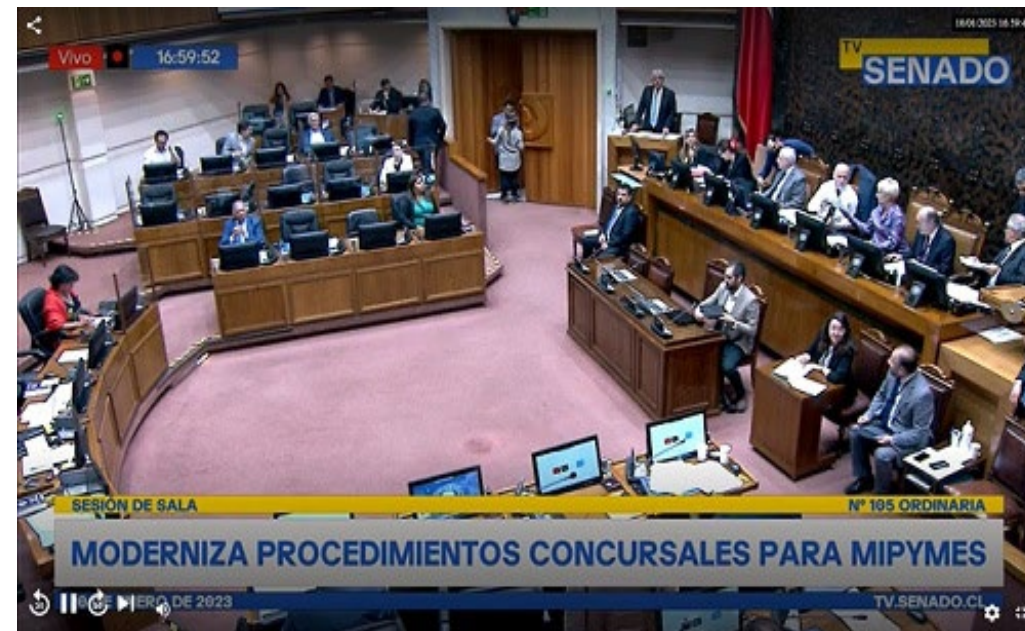 Vivo
16:59:52
TV
SENADO
SESIÓN DE SALA
Nº 105 ORDINARIA
MODERNIZA PROCEDIMIENTOS CONCURSALES PARA MIPYMES
ENERO DE 2023
TV.SENADO.CL